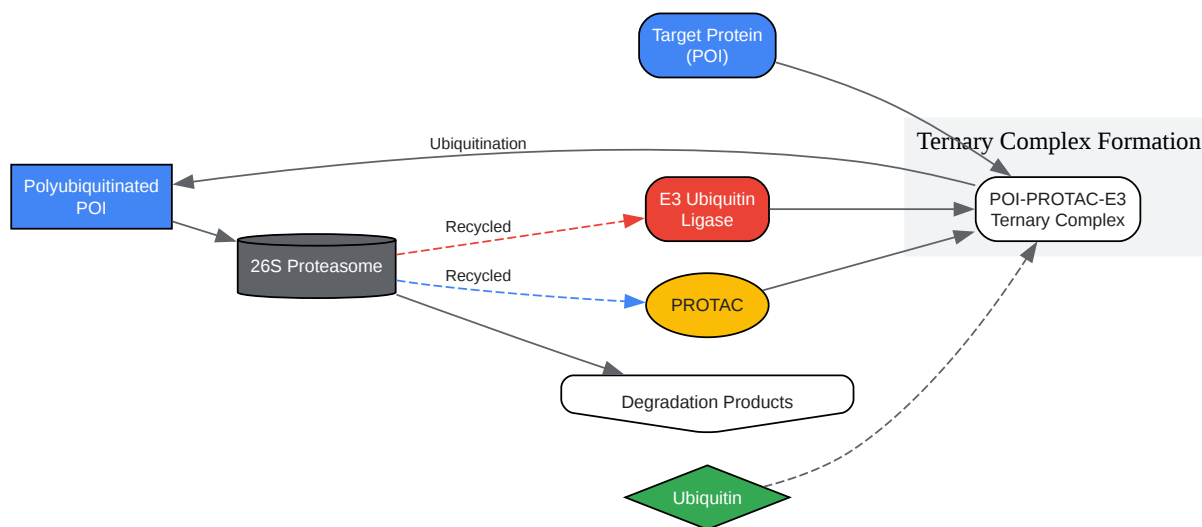 Target Protein
(POI)
Ternary Complex Formation
Ubiquitination
Polyubiquitinated
POI
E3 Ubiquitin
Ligase
POI-PROTAC-E3
Ternary Complex
Recycled
26S Proteasome
Recycled
PROTAC
Degradation Products
Ubiquitin